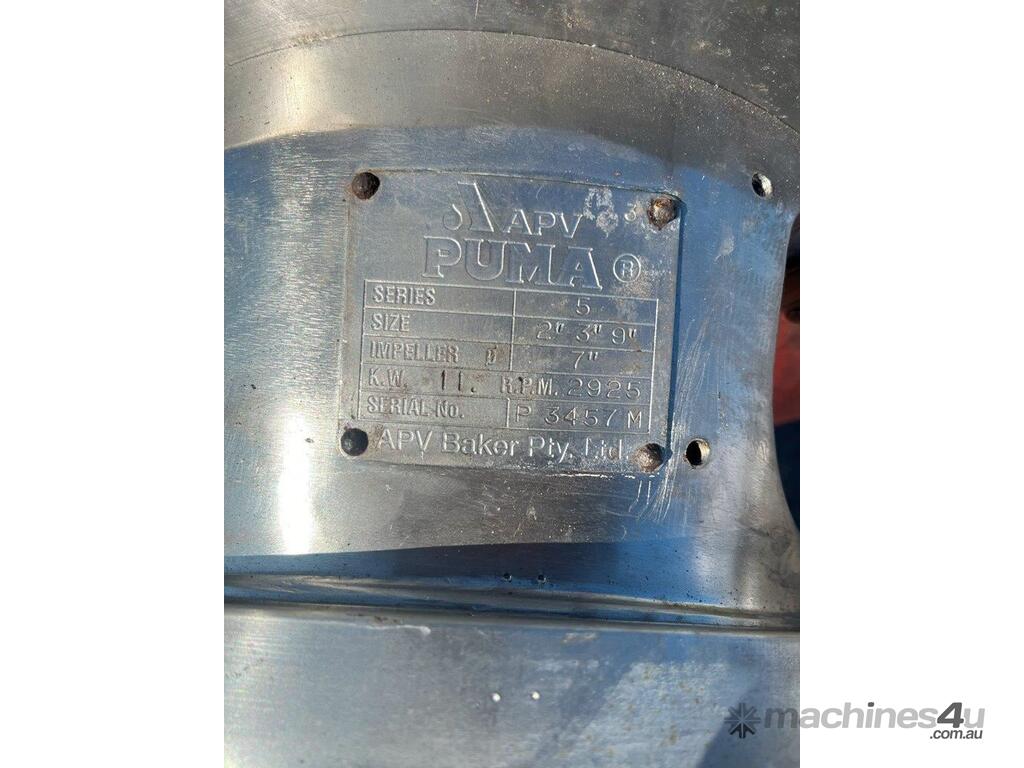 APV 3
PUMA ®
SERIES 5
SIZE 2" 3" 9"
IMPELLER Ø 7"
K.W. 11. R.P.M. 2925
SERIAL No. P 3457 M
APV Baker Pty. Ltd.
machines4u
.com.au